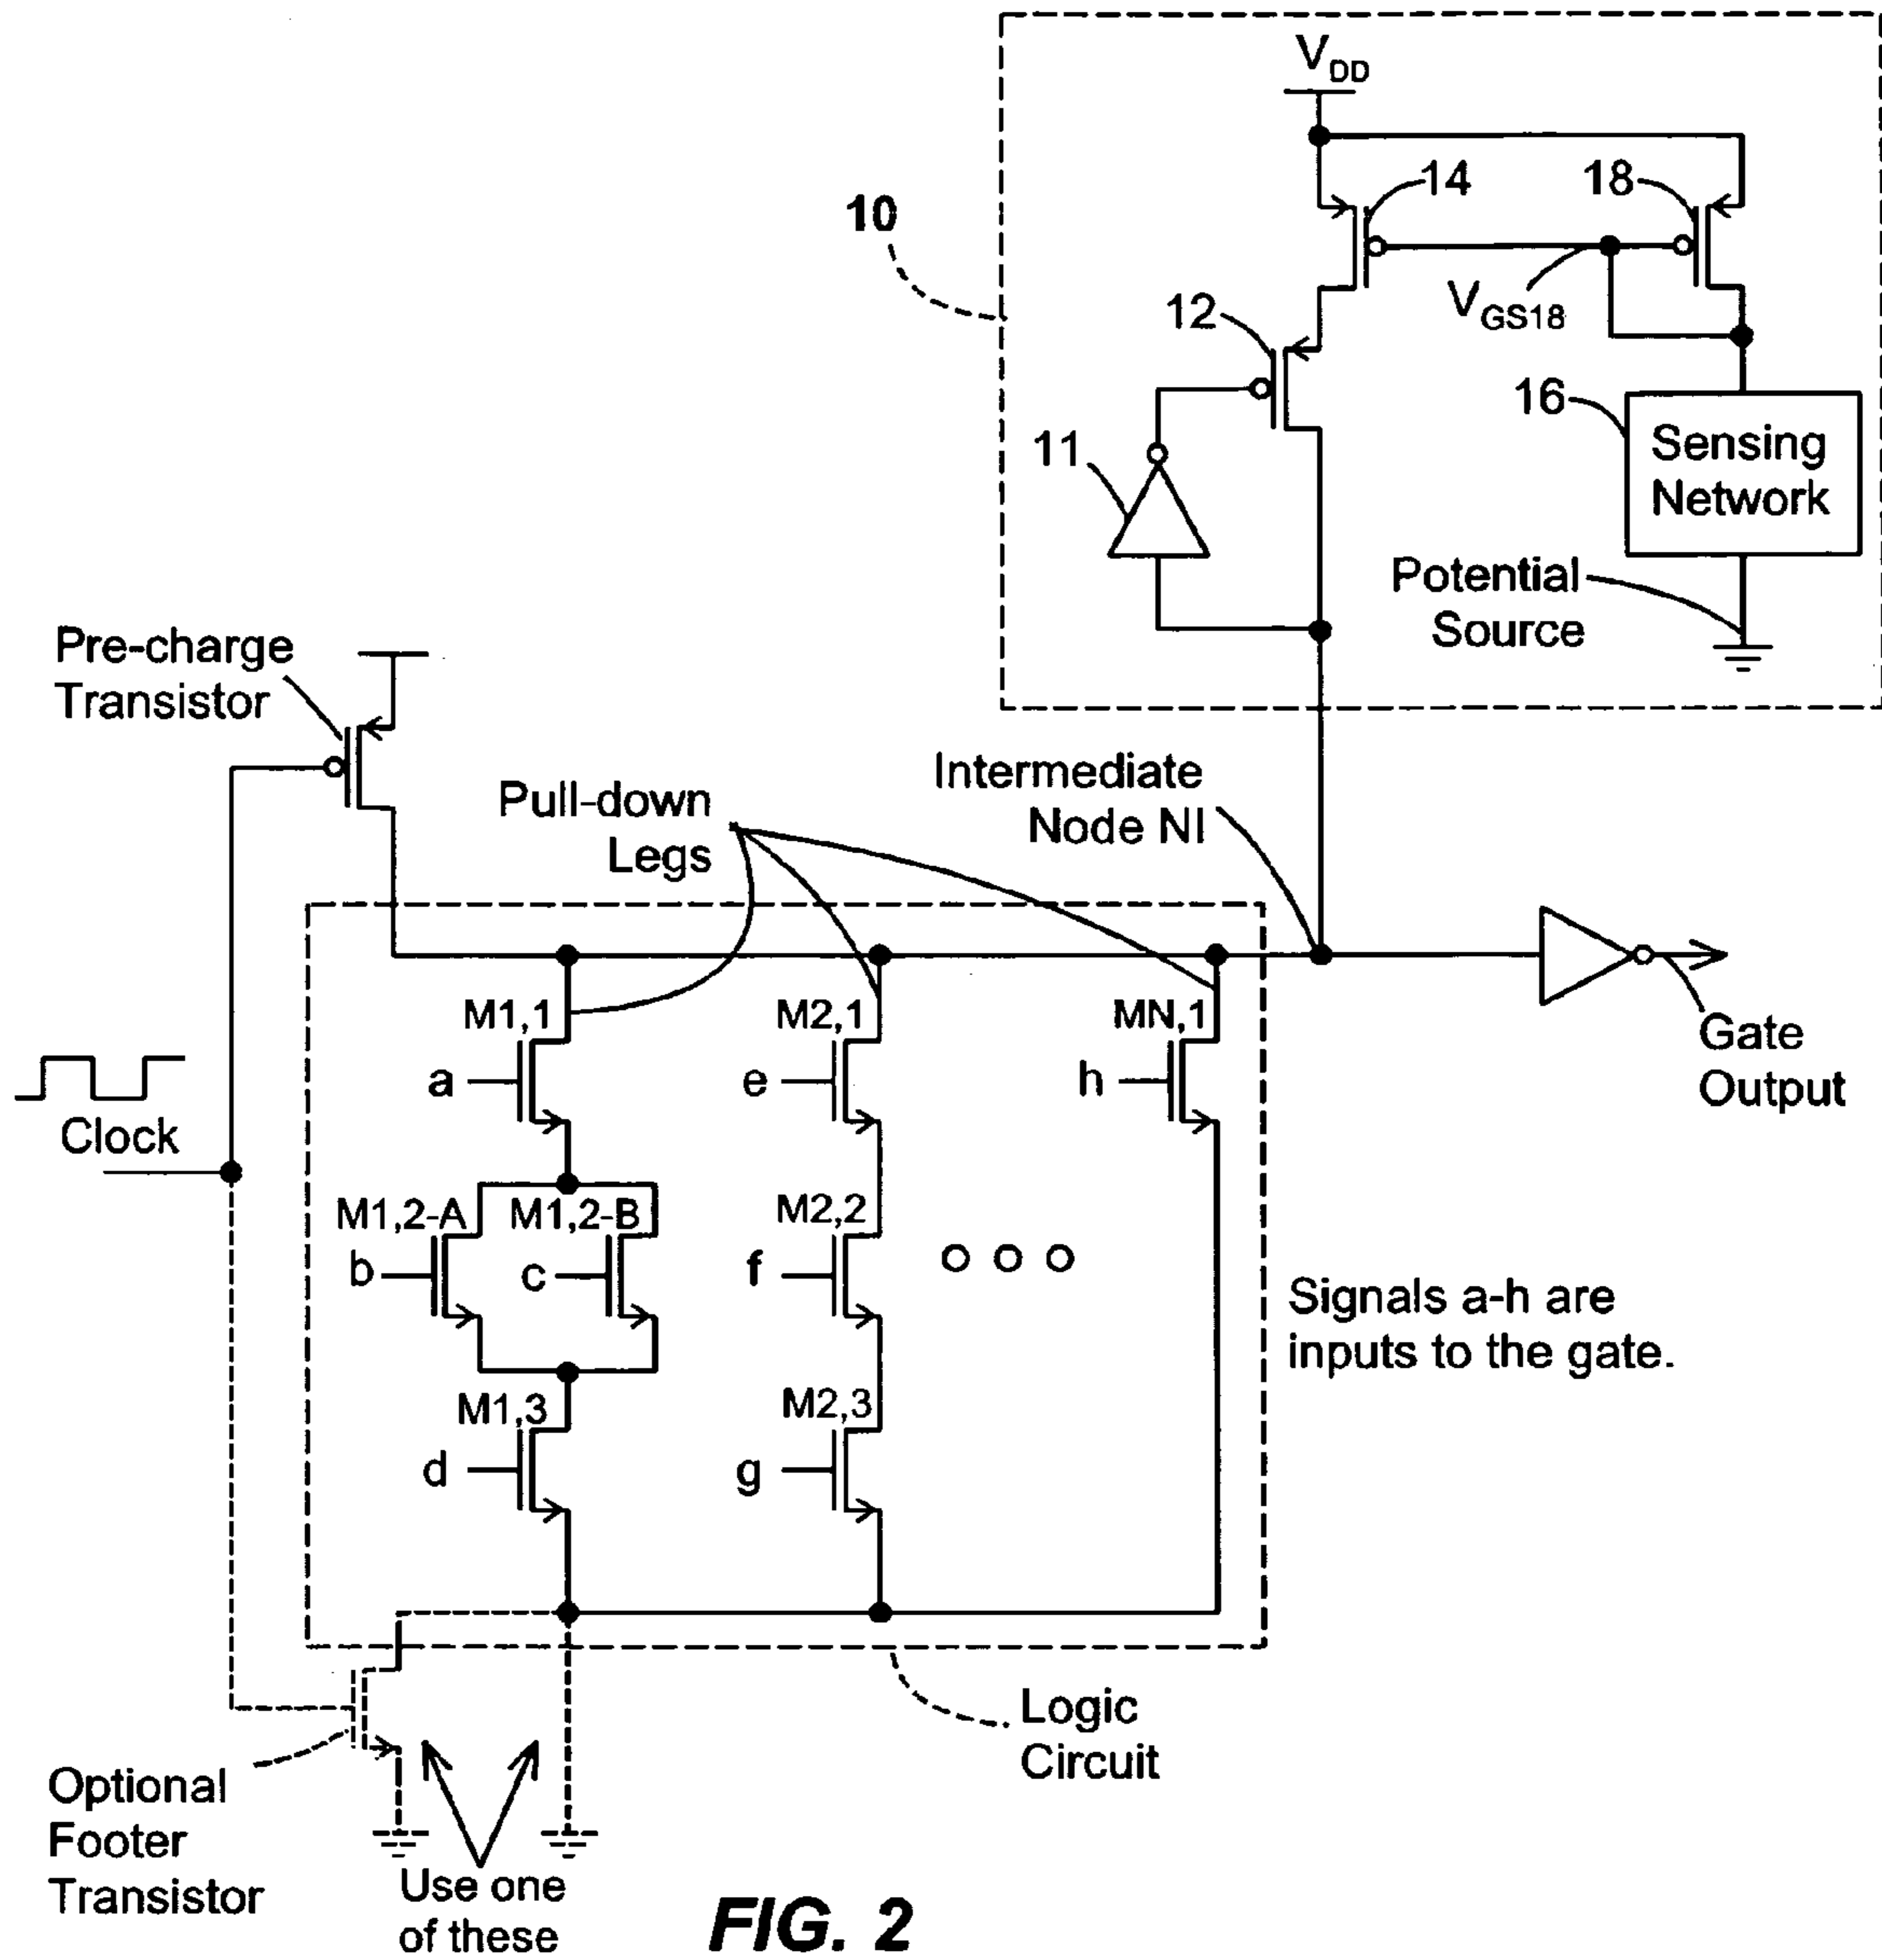 V_DD
14
18
10
V_GS18
12
16
Sensing
Network
11
Potential
Source
Pre-charge
Transistor
Intermediate
Node NI
Pull-down
Legs
M1,1
M2,1
MN,1
Gate
Output
a
e
h
Clock
M1,2-A
M1,2-B
M2,2
b
c
f
Signals a-h are
inputs to the gate.
M1,3
M2,3
d
g
Logic
Circuit
Optional
Footer
Transistor
Use one
of these
FIG. 2